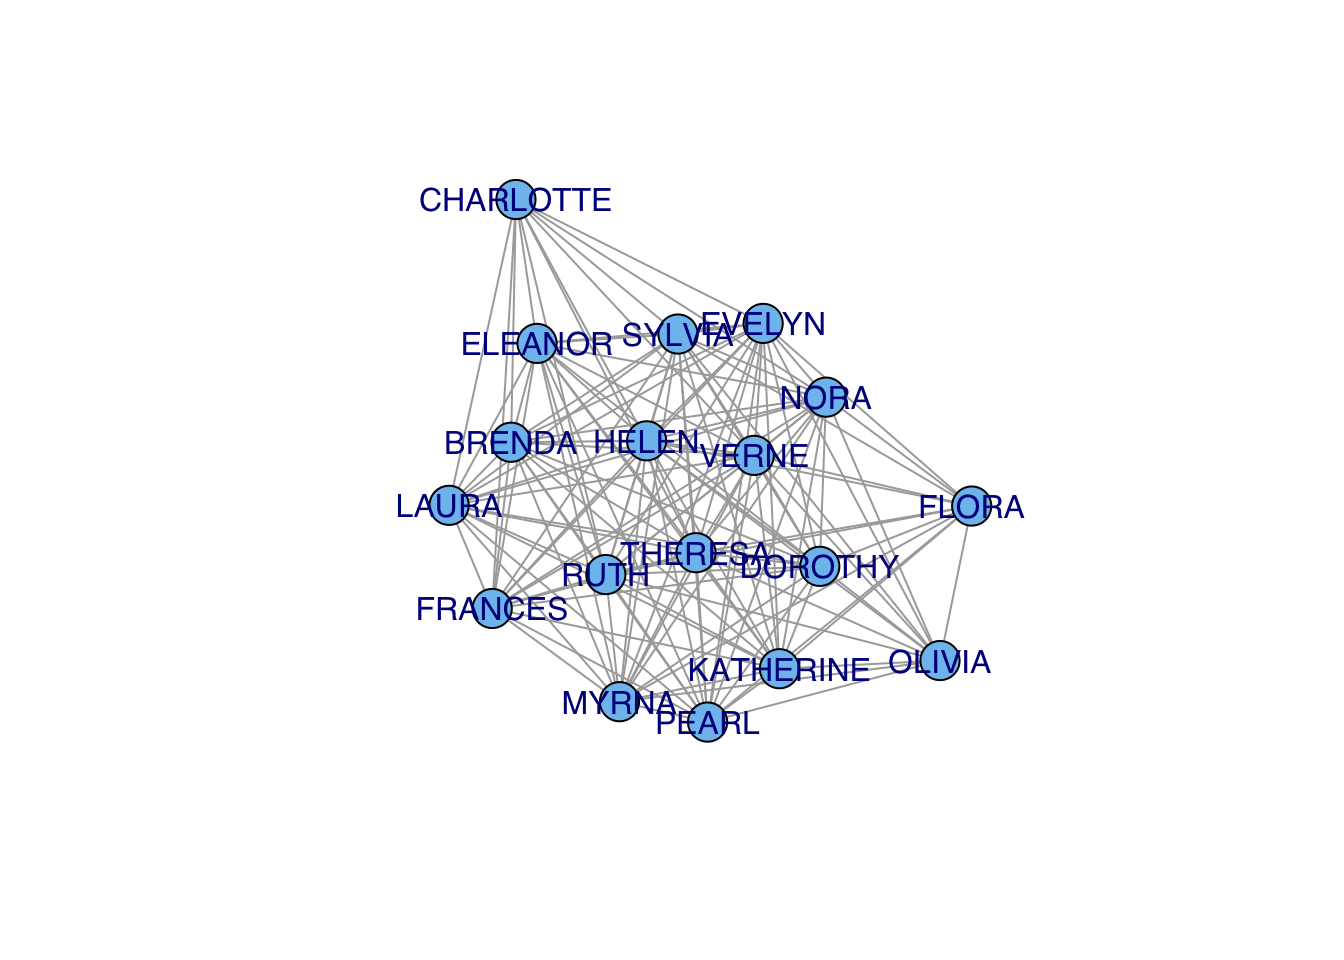 CHARLOTTE
EVELYN
SYLVIA
ELEANOR
NORA
BRENDA
HELEN
VERNE
LAURA
FLORA
THERESA
DOROTHY
RUTH
FRANCES
OLIVIA
KATHERINE
MYRNA
PEARL